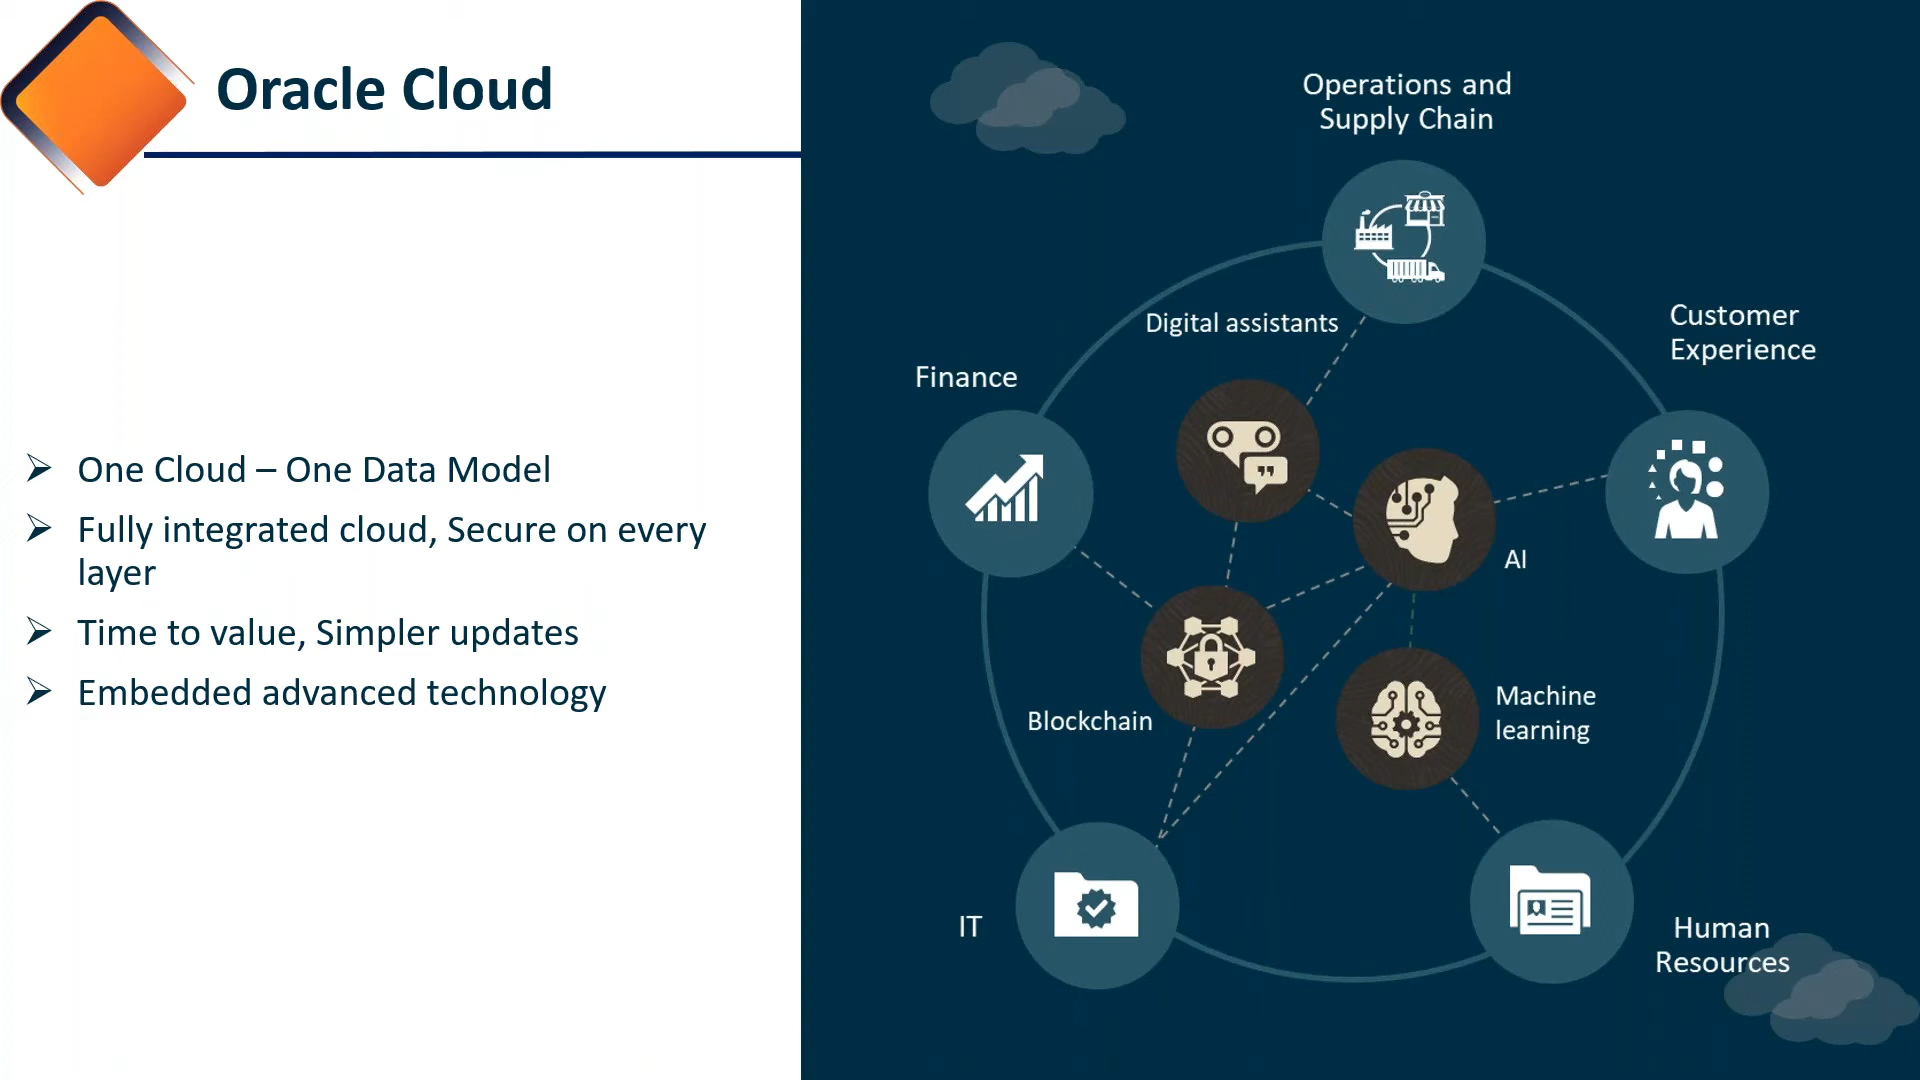 Oracle Cloud
➢ One Cloud – One Data Model
➢ Fully integrated cloud, Secure on every
layer
➢ Time to value, Simpler updates
➢ Embedded advanced technology
Operations and
Supply Chain
Digital assistants
Customer
Experience
Finance
AI
Blockchain
Machine
learning
IT
Human
Resources